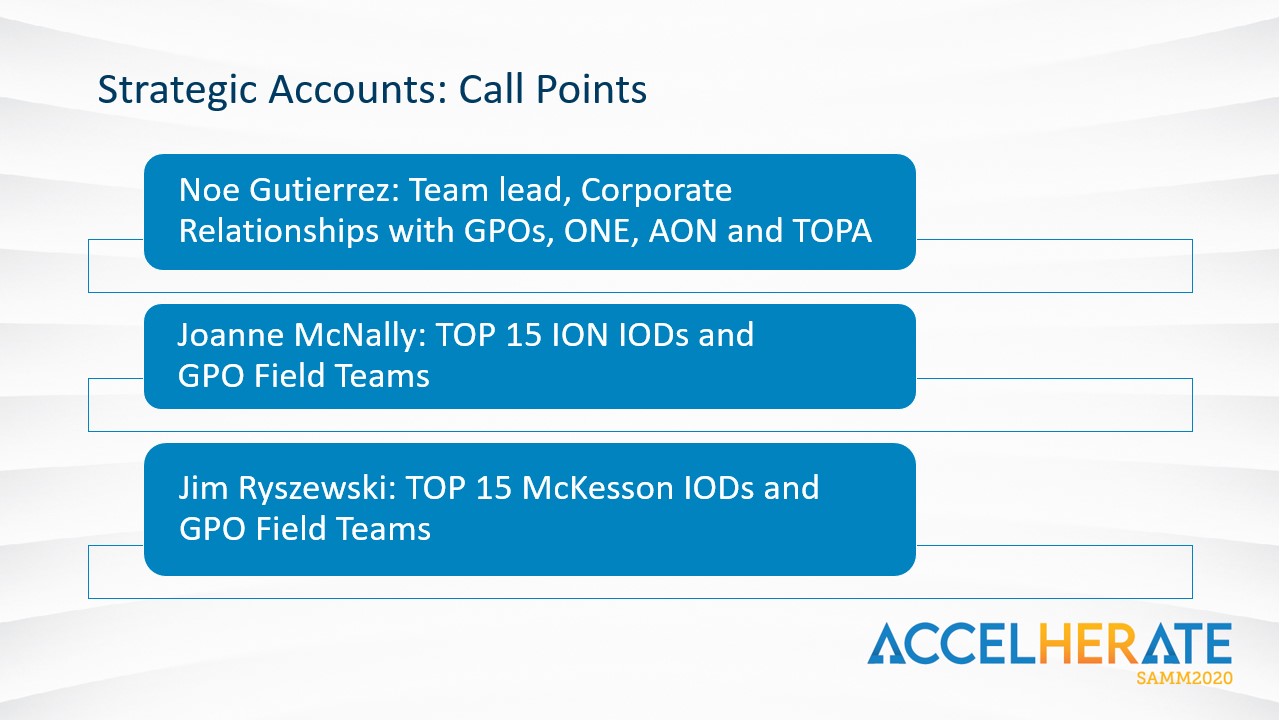 Strategic Accounts: Call Points
Noe Gutierrez: Team lead, Corporate
Relationships with GPOs, ONE, AON and TOPA
Joanne McNally: TOP 15 ION IODs and
GPO Field Teams
Jim Ryszewski: TOP 15 McKesson IODs and
GPO Field Teams
ACCELHERATE
SAMM2020